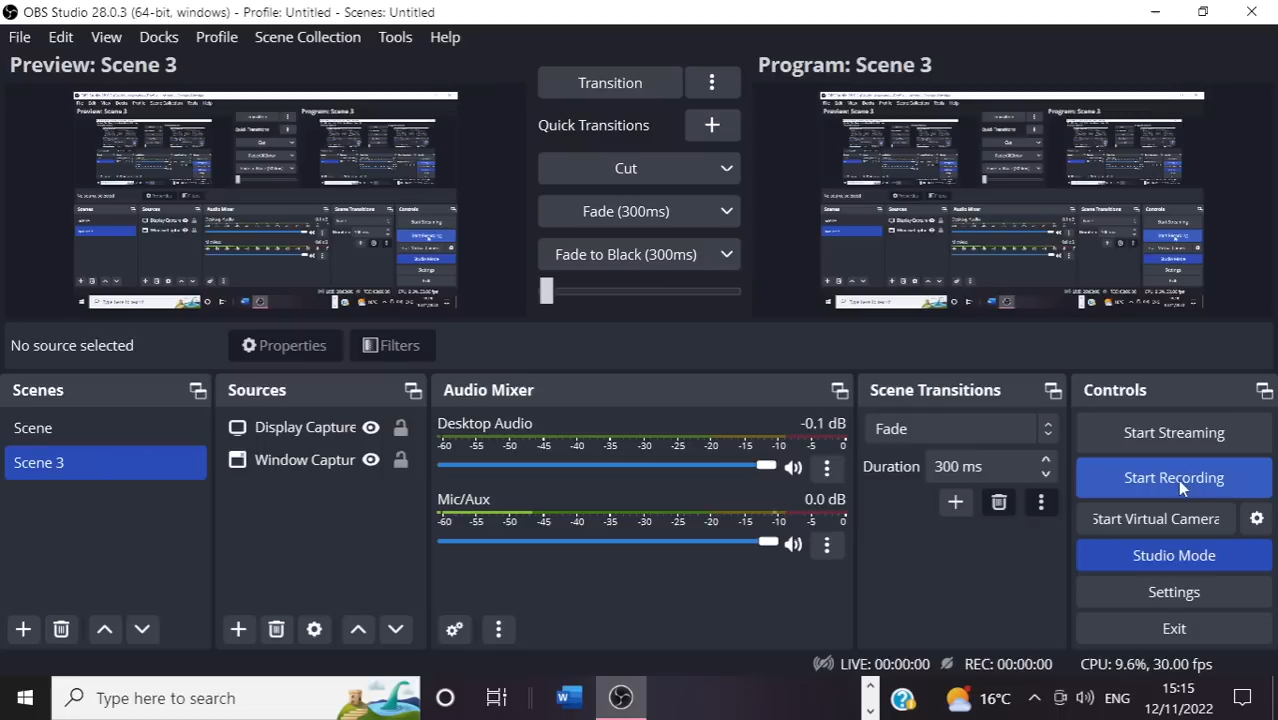 OBS Studio 28.0.3 (64-bit, windows) - Profile: Untitled - Scenes: Untitled
File Edit View Docks Profile Scene Collection Tools Help
Preview: Scene 3
Program: Scene 3
Transition
Quick Transitions
Cut
Fade (300ms)
Fade to Black (300ms)
No source selected
Properties
Filters
Scenes
Scene
Scene 3
Sources
Display Capture
Window Captur
Audio Mixer
Desktop Audio -0.1 dB
-60 -55 -50 -45 -40 -35 -30 -25 -20 -15 -10 -5 0
Mic/Aux 0.0 dB
-60 -55 -50 -45 -40 -35 -30 -25 -20 -15 -10 -5 0
Scene Transitions
Fade
Duration 300 ms
Controls
Start Streaming
Start Recording
Start Virtual Camera
Studio Mode
Settings
Exit
LIVE: 00:00:00 REC: 00:00:00 CPU: 9.6%, 30.00 fps
Type here to search
16°C
ENG
15:15
12/11/2022